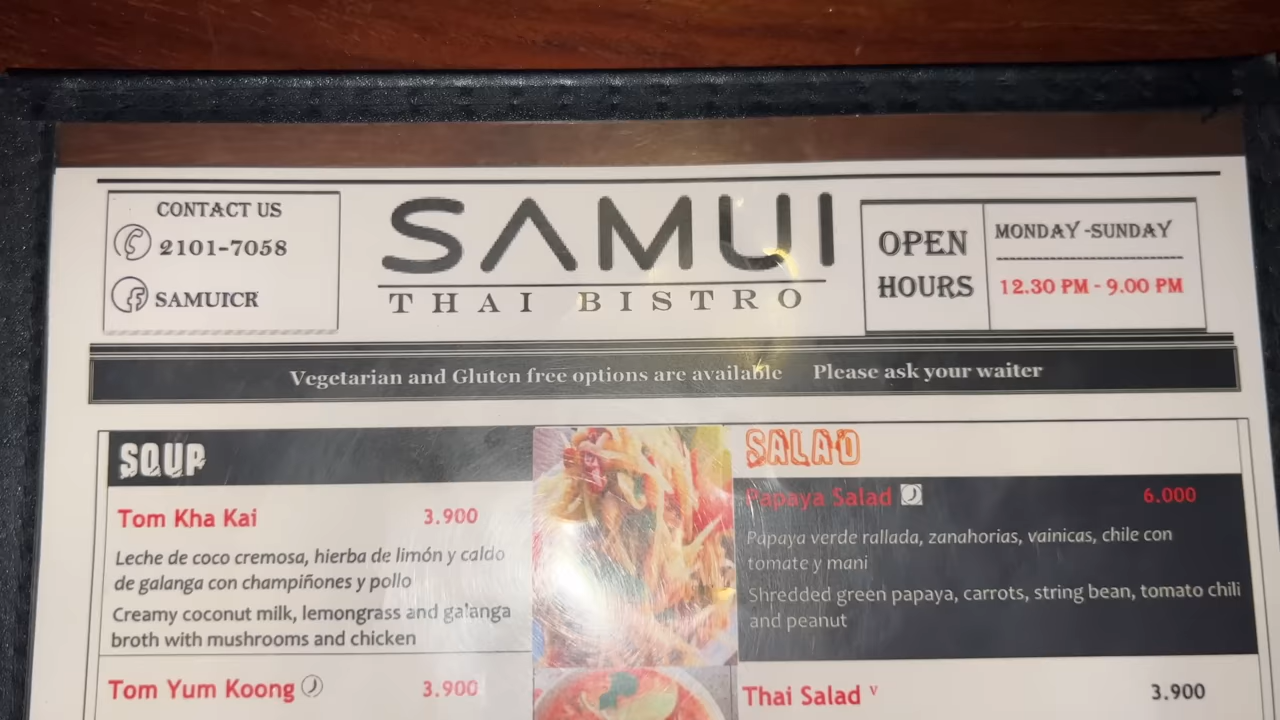 CONTACT US
2101-7058
SAMUICR
SAMUI
THAI BISTRO
OPEN
HOURS
MONDAY -SUNDAY
12.30 PM - 9.00 PM
Vegetarian and Gluten free options are available Please ask your waiter
SOUP
Tom Kha Kai 3.900
Leche de coco cremosa, hierba de limón y caldo
de galanga con champiñones y pollo
Creamy coconut milk, lemongrass and galanga
broth with mushrooms and chicken
Tom Yum Koong 3.900
SALAD
Papaya Salad 6.000
Papaya verde rallada, zanahorias, vainicas, chile con
tomate y mani
Shredded green papaya, carrots, string bean, tomato chili
and peanut
Thai Salad V 3.900